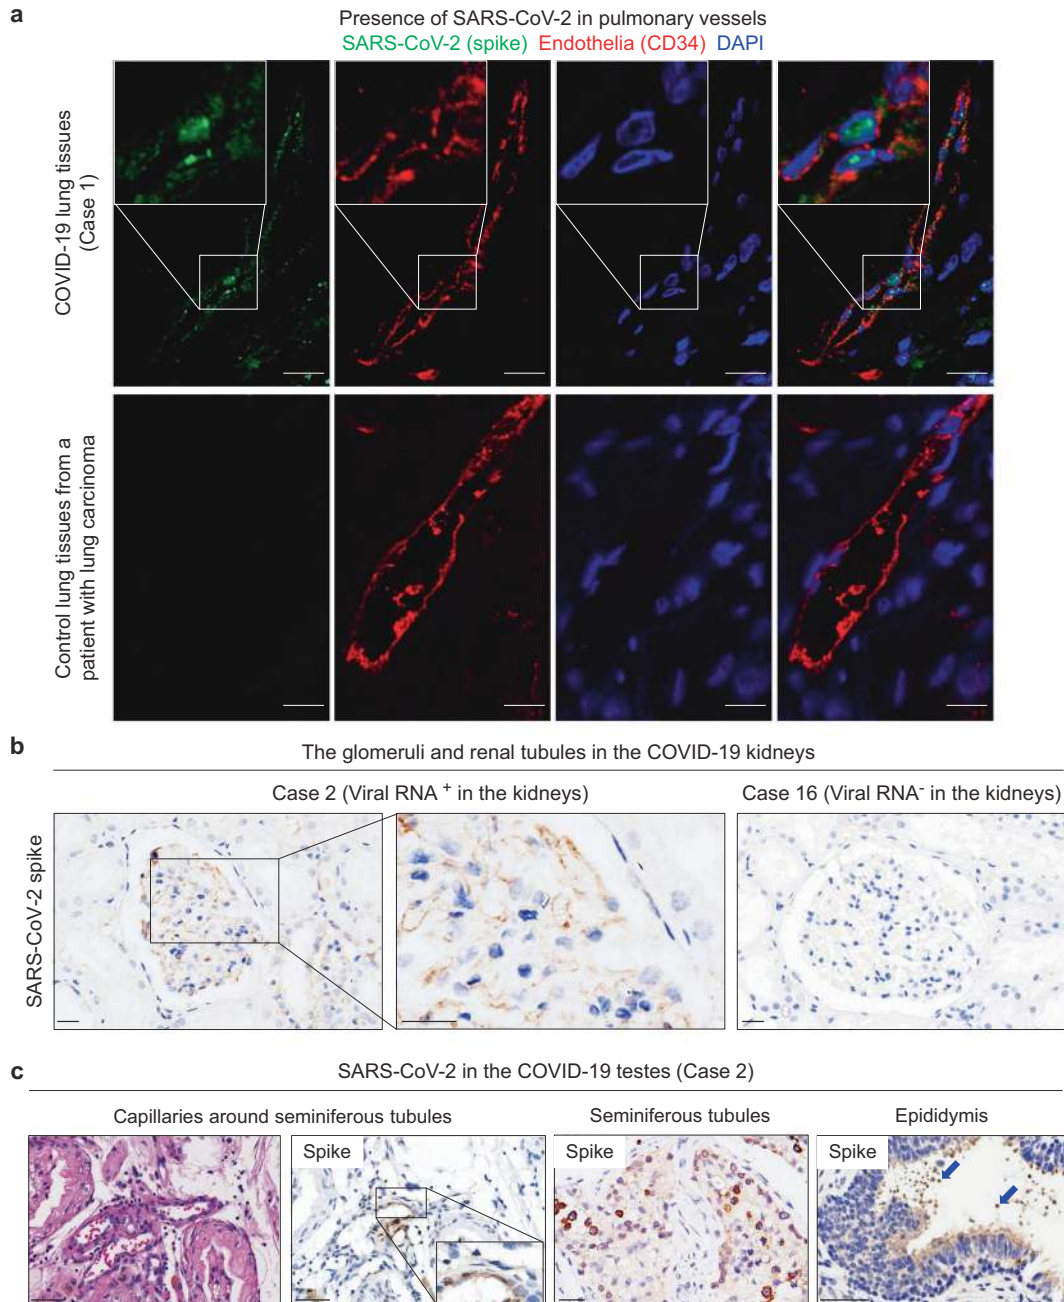 a
Presence of SARS-CoV-2 in pulmonary vessels
SARS-CoV-2 (spike) Endothelia (CD34) DAPI
COVID-19 lung tissues
(Case 1)
Control lung tissues from a
patient with lung carcinoma
b
The glomeruli and renal tubules in the COVID-19 kidneys
Case 2 (Viral RNA + in the kidneys)
Case 16 (Viral RNA- in the kidneys)
SARS-CoV-2 spike
c
SARS-CoV-2 in the COVID-19 testes (Case 2)
Capillaries around seminiferous tubules
Seminiferous tubules
Epididymis
Spike
Spike
Spike